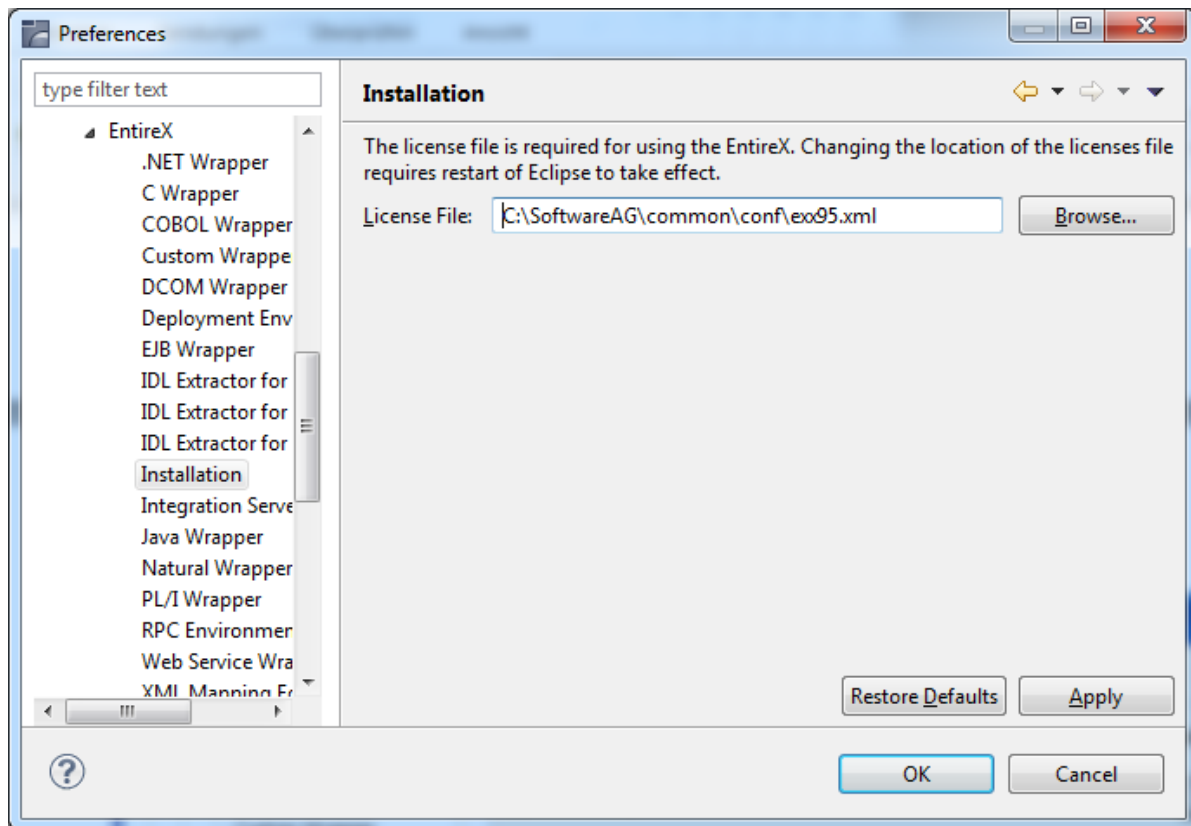 Preferences
type filter text
EntireX
.NET Wrapper
C Wrapper
COBOL Wrapper
Custom Wrappe
DCOM Wrapper
Deployment Env
EJB Wrapper
IDL Extractor for
IDL Extractor for
IDL Extractor for
Installation
Integration Serve
Java Wrapper
Natural Wrapper
PL/I Wrapper
RPC Environmen
Web Service Wra
XML Mapping Ed
Installation
The license file is required for using the EntireX. Changing the location of the licenses file
requires restart of Eclipse to take effect.
License File: C:\SoftwareAG\common\conf\exx95.xml Browse...
Restore Defaults Apply
OK Cancel